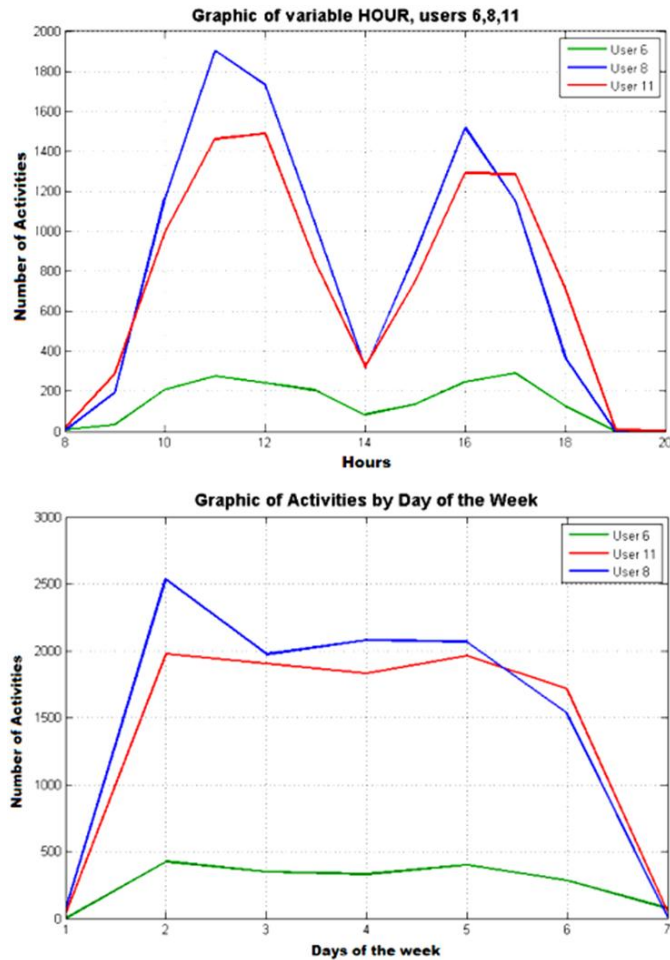 Graphic of variable HOUR, users 6,8,11
2000
1800
1600
1400
1200
1000
800
600
400
200
0
Number of Activities
User 6
User 8
User 11
8 10 12 14 16 18 20
Hours
Graphic of Activities by Day of the Week
3000
2500
2000
1500
1000
500
0
Number of Activities
User 6
User 11
User 8
1 2 3 4 5 6 7
Days of the week